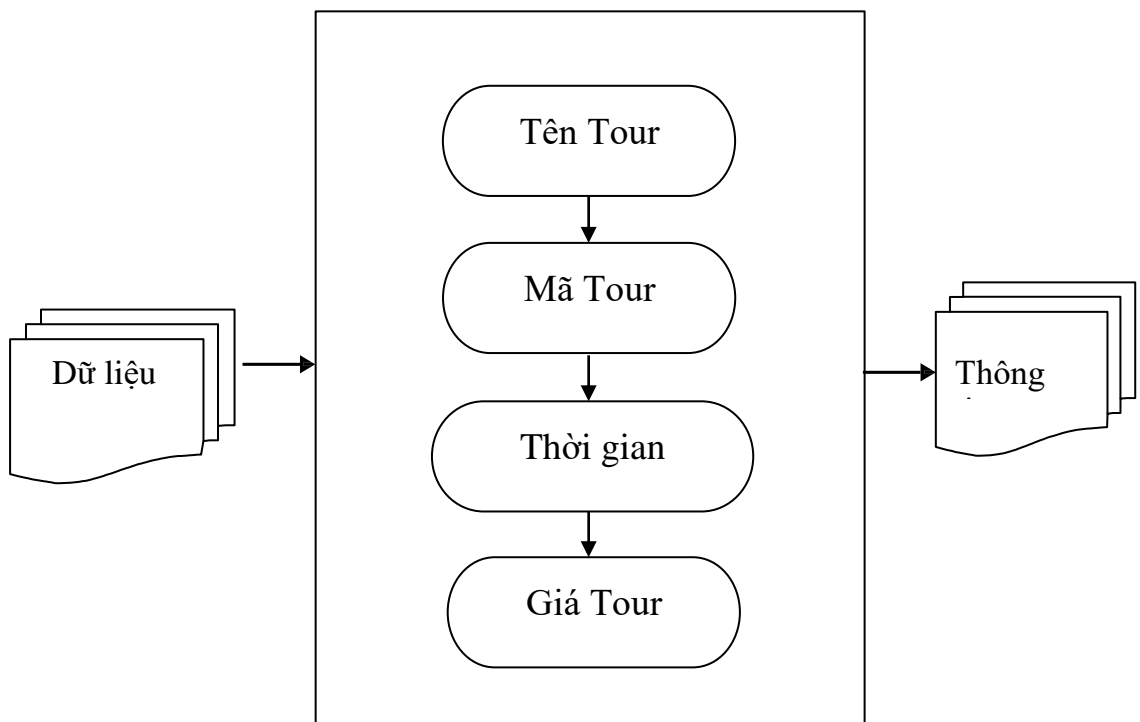 Tên Tour
Mã Tour
Dữ liệu
Thông
Thời gian
Giá Tour